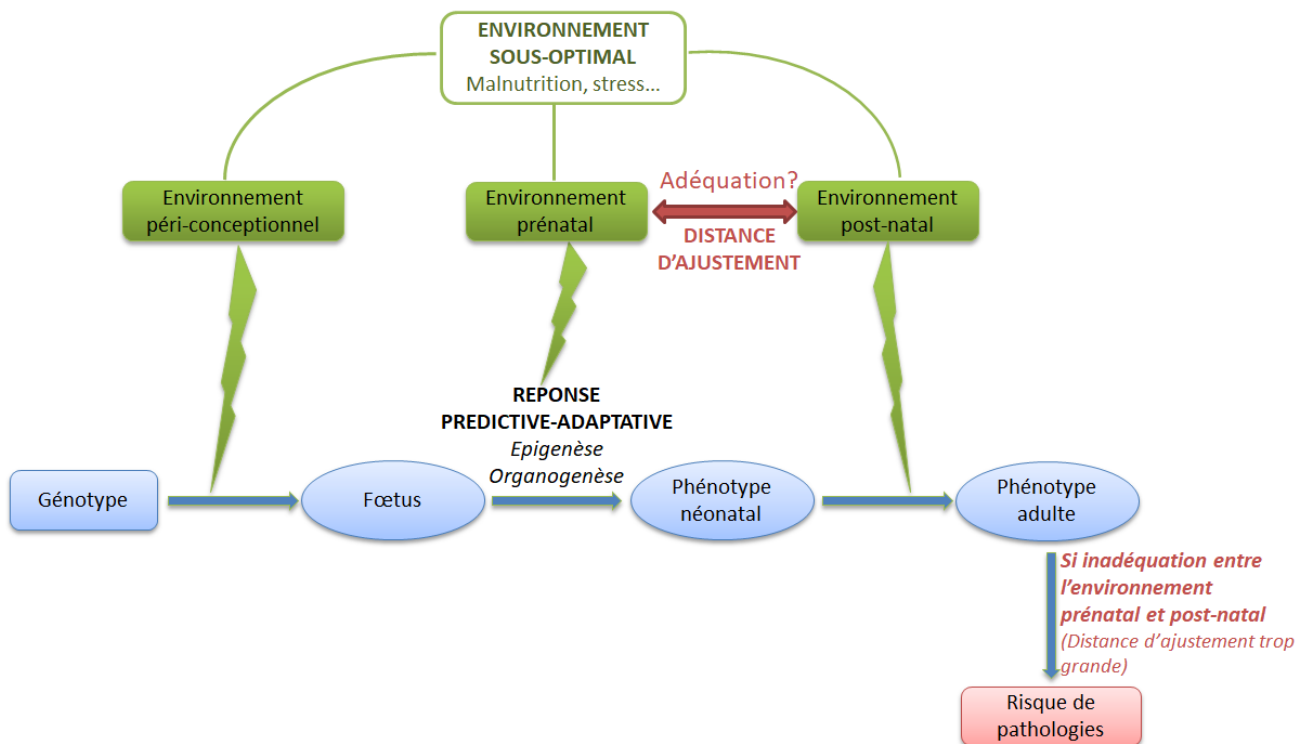 ENVIRONNEMENT
SOUS-OPTIMAL
Malnutrition, stress...
Environnement
péri-conceptionnel
Environnement
prénatal
Adéquation?
DISTANCE
D'AJUSTEMENT
Environnement
post-natal
REPONSE
PREDICTIVE-ADAPTATIVE
Epigenèse
Organogenèse
Génotype
Fœtus
Phénotype
néonatal
Phénotype
adulte
Si inadéquation entre
l'environnement
prénatal et post-natal
(Distance d'ajustement trop
grande)
Risque de
pathologies